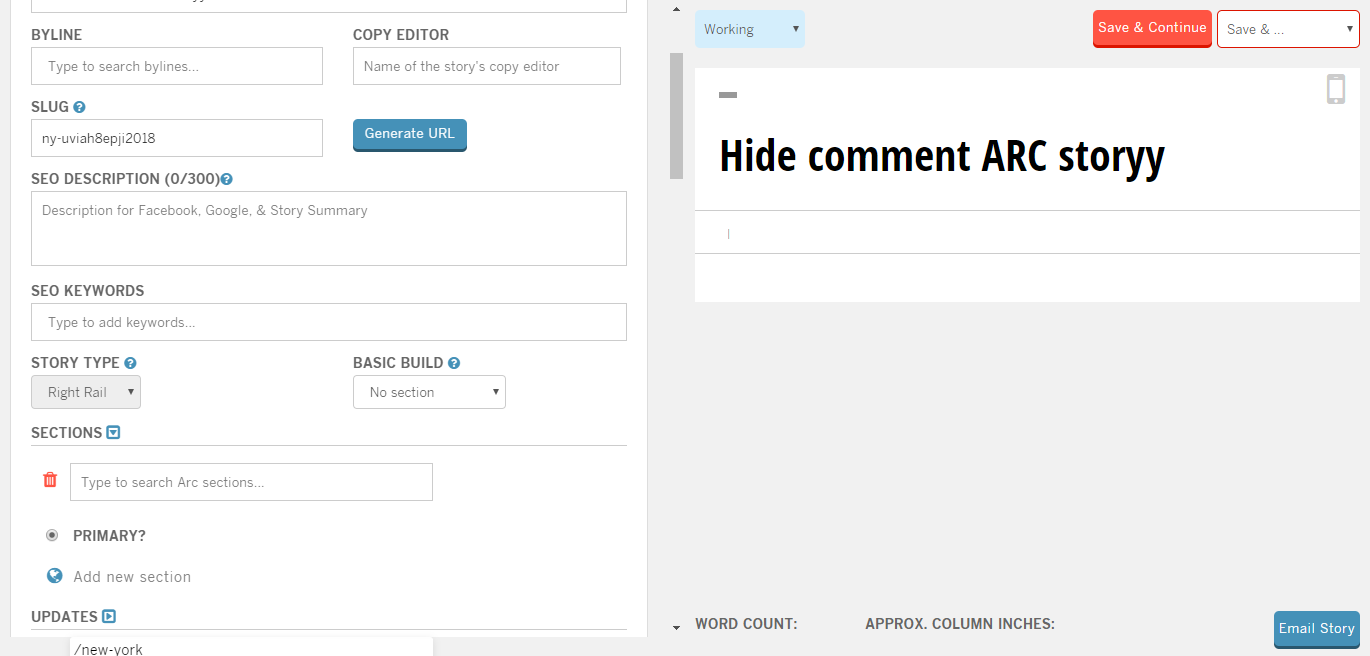 BYLINE
COPY EDITOR
Type to search bylines...
Name of the story's copy editor
SLUG
ny-uviah8epji2018
Generate URL
SEO DESCRIPTION (0/300)
Description for Facebook, Google, & Story Summary
SEO KEYWORDS
Type to add keywords...
STORY TYPE
BASIC BUILD
Right Rail
No section
SECTIONS
Type to search Arc sections...
PRIMARY?
Add new section
UPDATES
/new-york
Working
Save & Continue
Save & ...
Hide comment ARC storyy
WORD COUNT:
APPROX. COLUMN INCHES:
Email Story